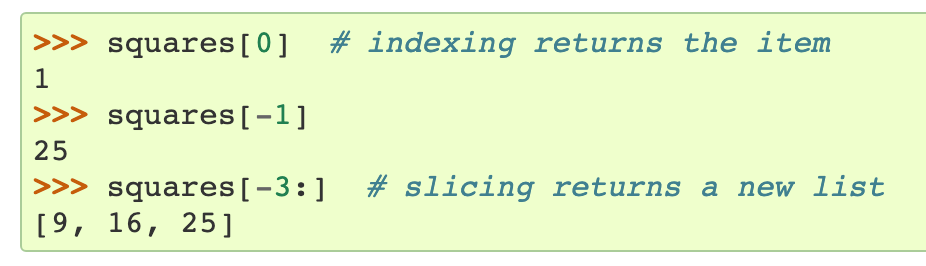 >>> squares[0]  # indexing returns the item
1
>>> squares[-1]
25
>>> squares[-3:]  # slicing returns a new list
[9, 16, 25]